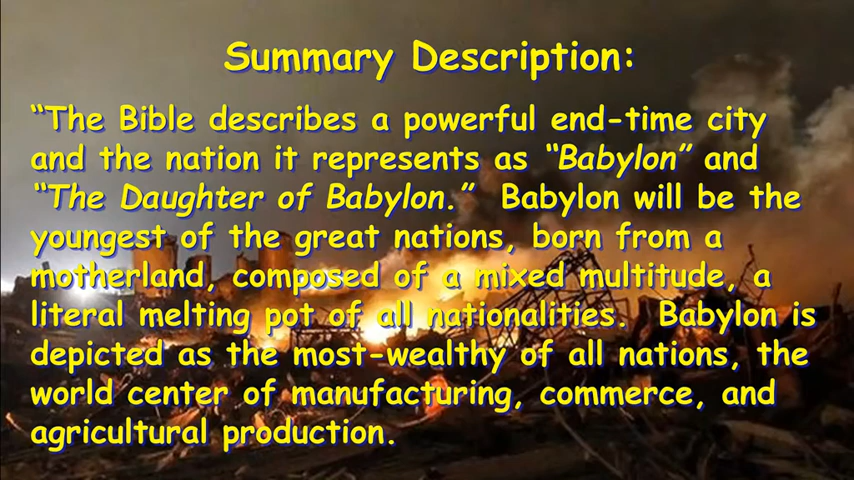 Summary Description:
“The Bible describes a powerful end-time city
and the nation it represents as “Babylon” and
“The Daughter of Babylon.”  Babylon will be the
youngest of the great nations, born from a
motherland, composed of a mixed multitude, a
literal melting pot of all nationalities.  Babylon is
depicted as the most-wealthy of all nations, the
world center of manufacturing, commerce, and
agricultural production.